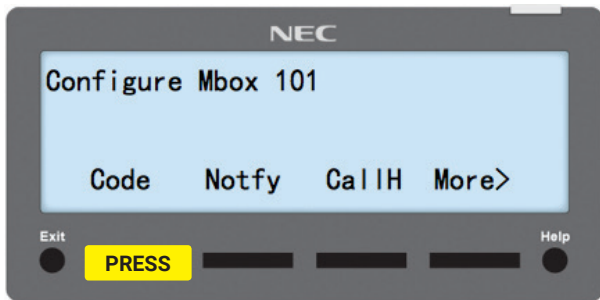 NEC
Configure Mbox 101
Code Notfy CallH More>
Exit Help
PRESS